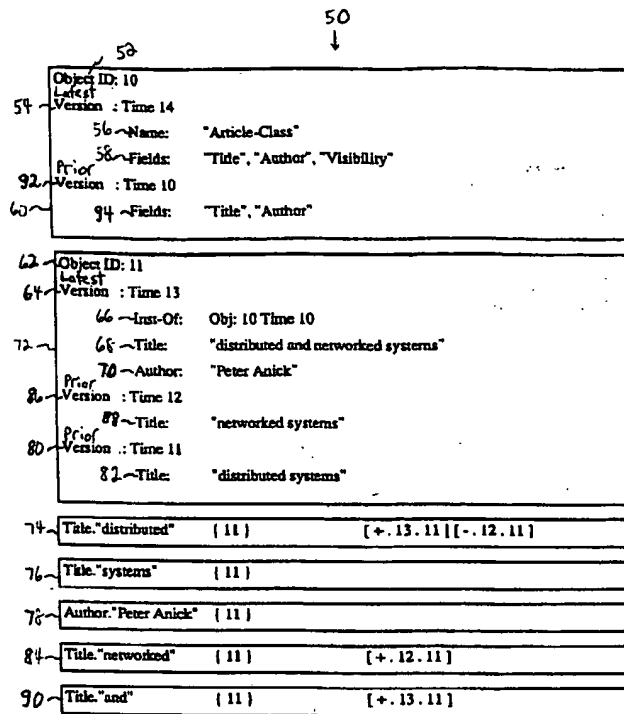 50
52
Object ID: 10
Latest
54 Version : Time 14
56 Name: "Article-Class"
58 Fields: "Title", "Author", "Visibility"
Prior
92 Version : Time 10
60 94 Fields: "Title", "Author"
62 Object ID: 11
Latest
64 Version : Time 13
66 Inst-Of: Obj: 10 Time 10
72 68 Title: "distributed and networked systems"
70 Author: "Peter Anick"
Prior
86 Version : Time 12
88 Title: "networked systems"
Prior
80 Version : Time 11
82 Title: "distributed systems"
74 Title."distributed" { 11 } [+.13.11][-.12.11]
76 Title."systems" { 11 }
78 Author."Peter Anick" { 11 }
84 Title."networked" { 11 } [+.12.11]
90 Title."and" { 11 } [+.13.11]